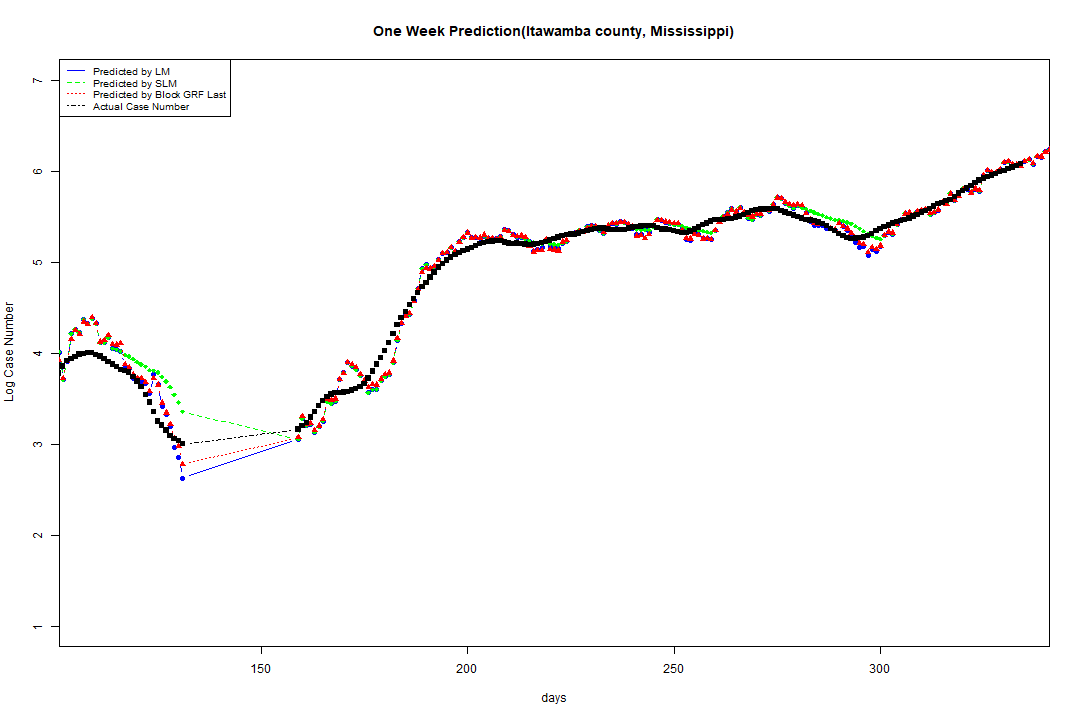 One Week Prediction(Itawamba county, Mississippi)
Predicted by LM
Predicted by SLM
Predicted by Block GRF Last
Actual Case Number
7
6
5
4
3
2
1
Log Case Number
150 200 250 300
days